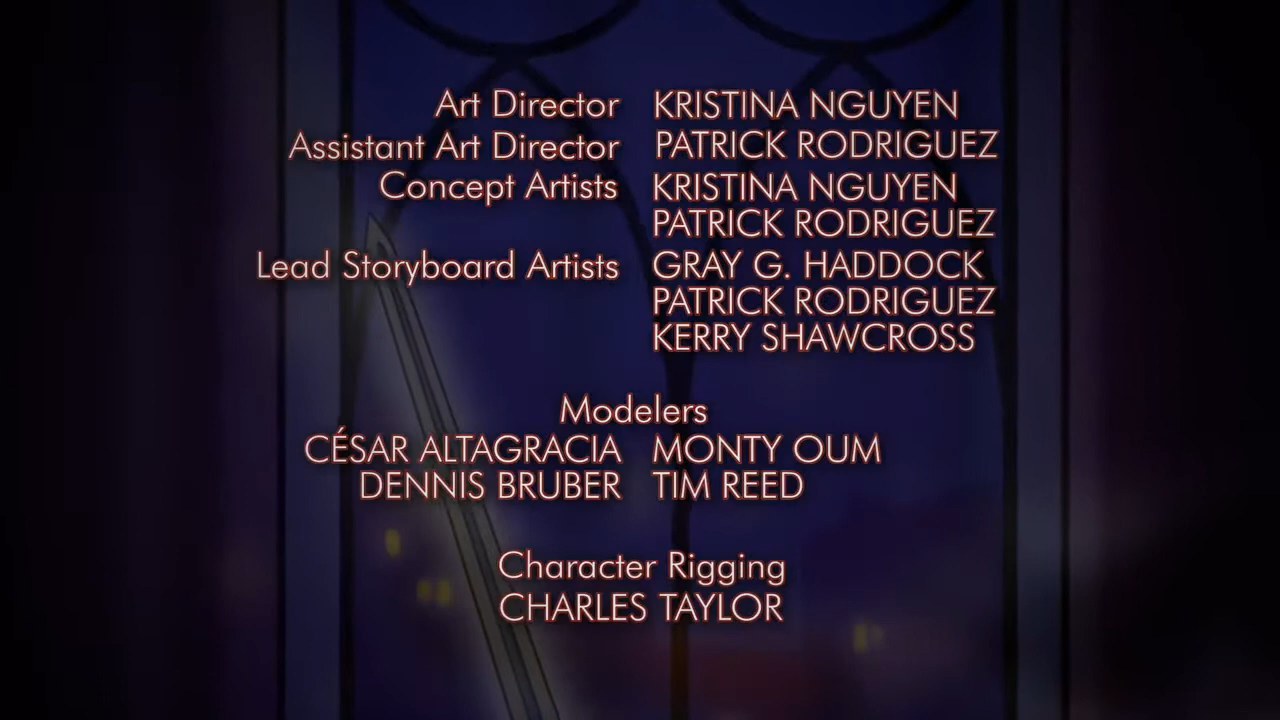 Art Director KRISTINA NGUYEN
Assistant Art Director PATRICK RODRIGUEZ
Concept Artists KRISTINA NGUYEN
PATRICK RODRIGUEZ
Lead Storyboard Artists GRAY G. HADDOCK
PATRICK RODRIGUEZ
KERRY SHAWCROSS
Modelers
CÉSAR ALTAGRACIA MONTY OUM
DENNIS BRUBER TIM REED
Character Rigging
CHARLES TAYLOR